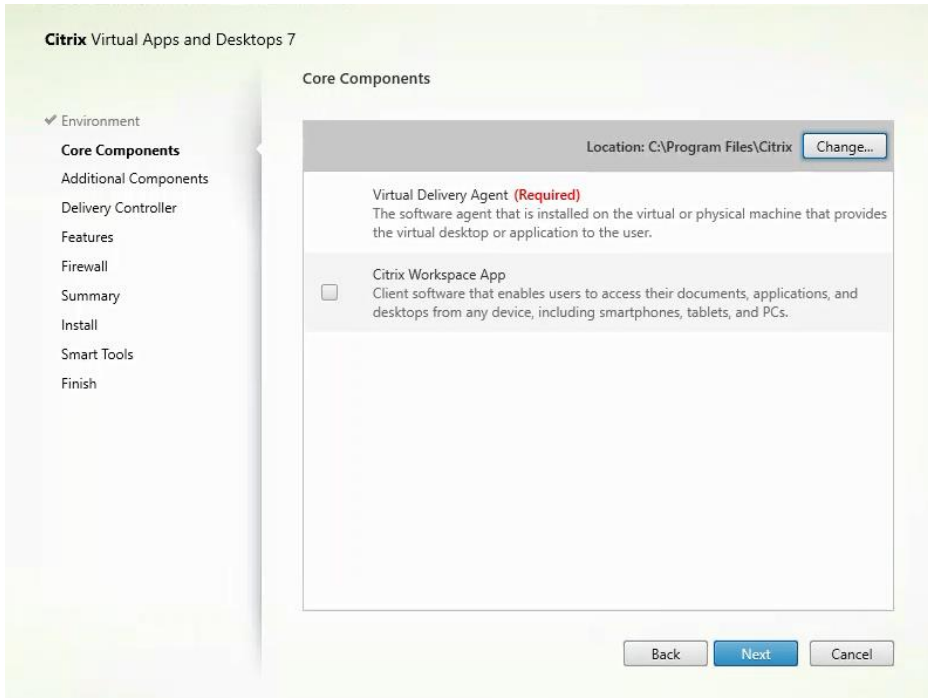 Citrix Virtual Apps and Desktops 7
Core Components
✔ Environment
Core Components
Additional Components
Delivery Controller
Features
Firewall
Summary
Install
Smart Tools
Finish
Location: C:\Program Files\Citrix
Change...
Virtual Delivery Agent (Required)
The software agent that is installed on the virtual or physical machine that provides
the virtual desktop or application to the user.
Citrix Workspace App
Client software that enables users to access their documents, applications, and
desktops from any device, including smartphones, tablets, and PCs.
Back
Next
Cancel